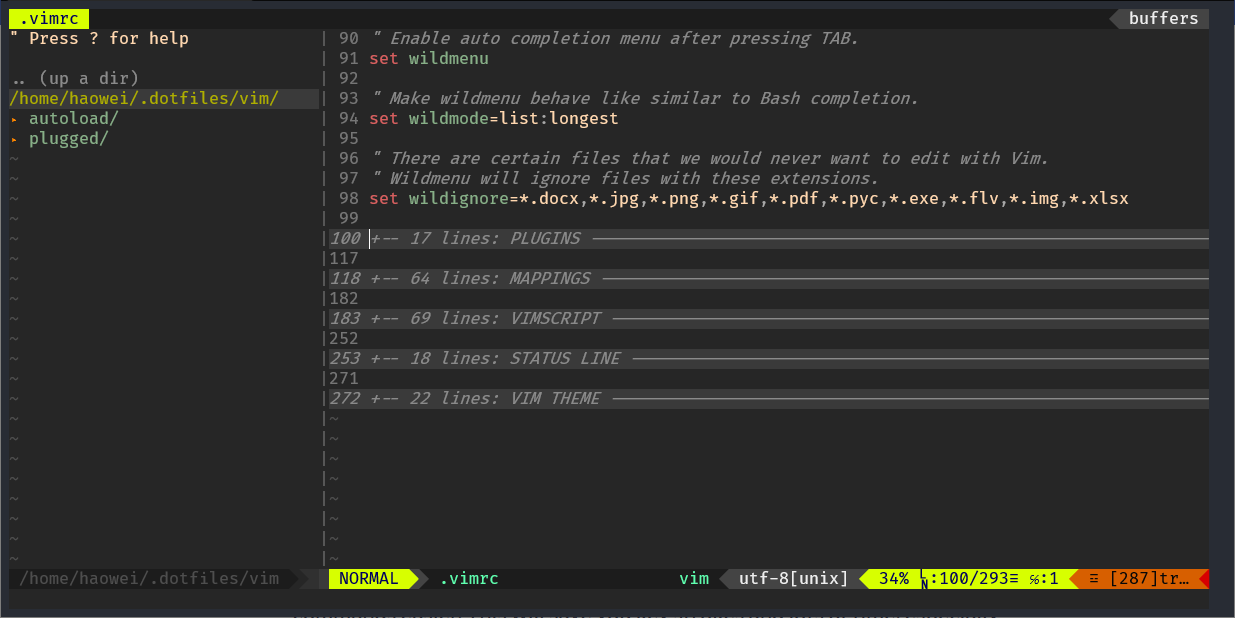 .vimrc
buffers
" Press ? for help
.. (up a dir)
/home/haowei/.dotfiles/vim/
▸ autoload/
▸ plugged/
90 " Enable auto completion menu after pressing TAB.
91 set wildmenu
92
93 " Make wildmenu behave like similar to Bash completion.
94 set wildmode=list:longest
95
96 " There are certain files that we would never want to edit with Vim.
97 " Wildmenu will ignore files with these extensions.
98 set wildignore=*.docx,*.jpg,*.png,*.gif,*.pdf,*.pyc,*.exe,*.flv,*.img,*.xlsx
99
100 +-- 17 lines: PLUGINS
117
118 +-- 64 lines: MAPPINGS
182
183 +-- 69 lines: VIMSCRIPT
252
253 +-- 18 lines: STATUS LINE
271
272 +-- 22 lines: VIM THEME
/home/haowei/.dotfiles/vim
NORMAL .vimrc vim utf-8[unix] 34% :100/293≡ ℅:1 ≡ [287]tr…